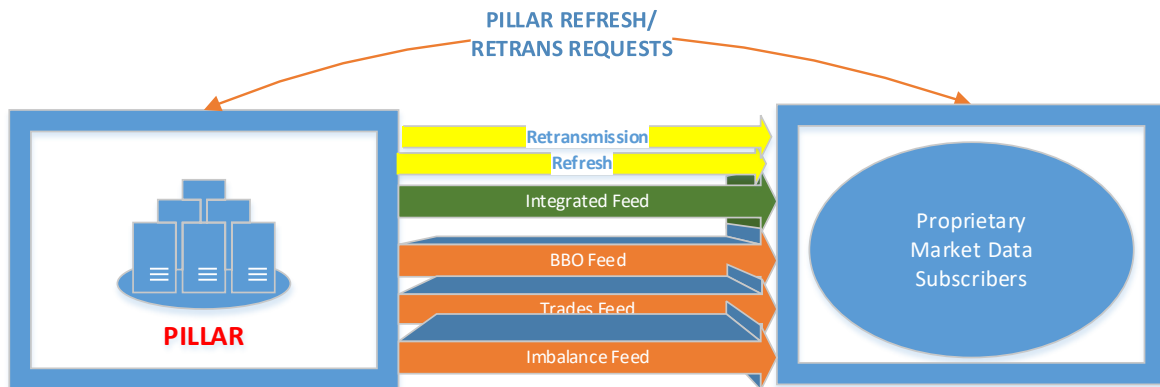 PILLAR REFRESH/
RETRANS REQUESTS
Retransmission
Refresh
Integrated Feed
BBO Feed
Trades Feed
Imbalance Feed
PILLAR
Proprietary
Market Data
Subscribers